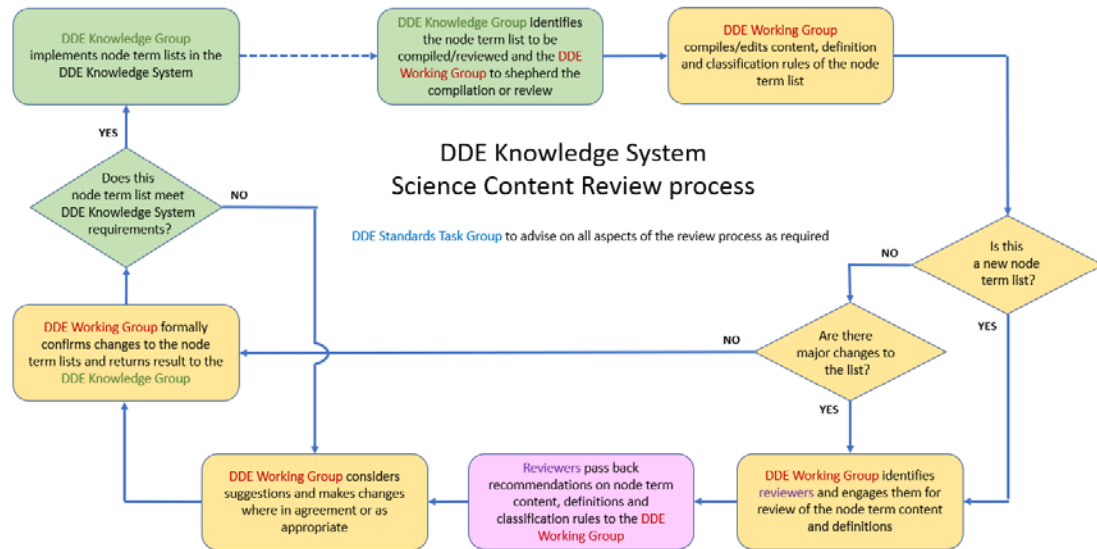 DDE Knowledge Group
implements node term lists in the
DDE Knowledge System
DDE Knowledge Group identifies
the node term list to be
compiled/reviewed and the DDE
Working Group to shepherd the
compilation or review
DDE Working Group
compiles/edits content, definition
and classification rules of the node
term list
YES
DDE Knowledge System
Science Content Review process
Does this
node term list meet
DDE Knowledge System
requirements?
NO
DDE Standards Task Group to advise on all aspects of the review process as required
Is this
a new node
term list?
NO
YES
Are there
major changes to
the list?
NO
YES
DDE Working Group formally
confirms changes to the node
term lists and returns result to the
DDE Knowledge Group
DDE Working Group considers
suggestions and makes changes
where in agreement or as
appropriate
Reviewers pass back
recommendations on node term
content, definitions and
classification rules to the DDE
Working Group
DDE Working Group identifies
reviewers and engages them for
review of the node term content
and definitions